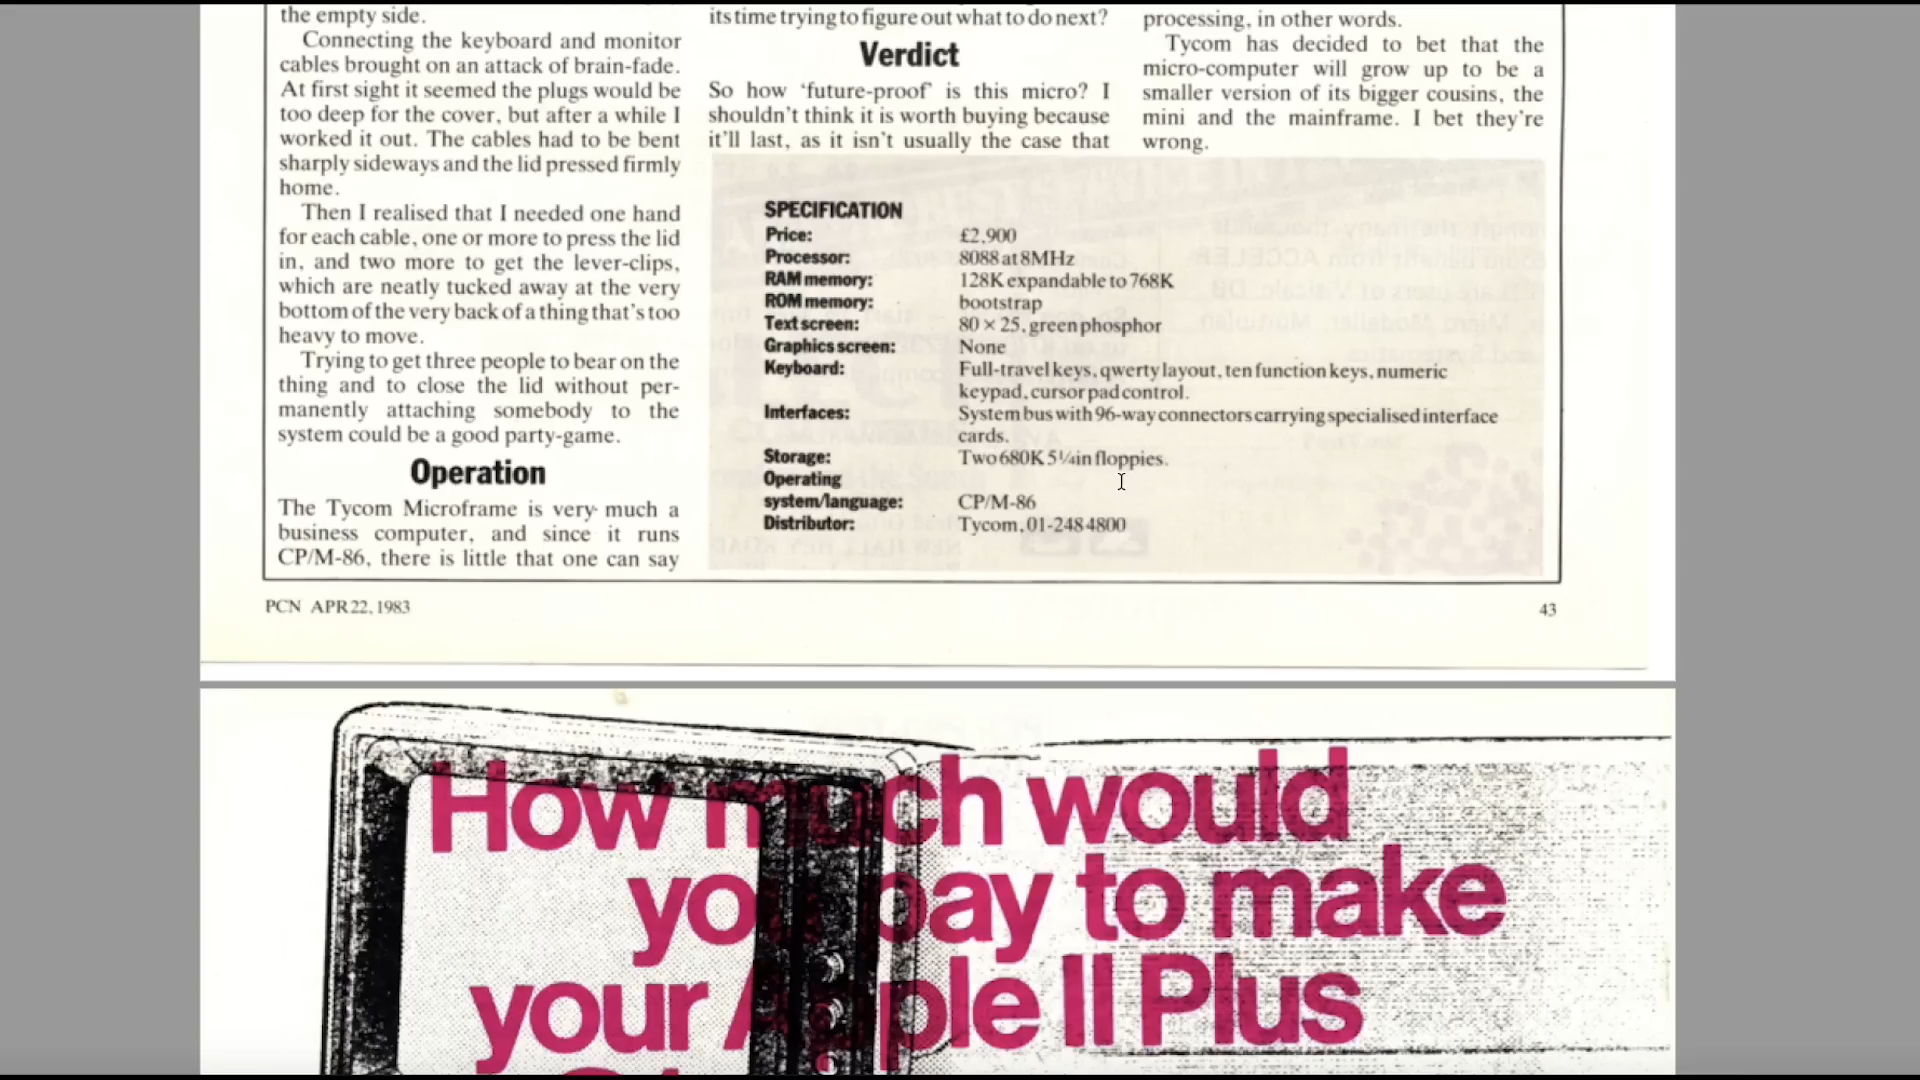 the empty side.
Connecting the keyboard and monitor
cables brought on an attack of brain-fade.
At first sight it seemed the plugs would be
too deep for the cover, but after a while I
worked it out. The cables had to be bent
sharply sideways and the lid pressed firmly
home.
Then I realised that I needed one hand
for each cable, one or more to press the lid
in, and two more to get the lever-clips,
which are neatly tucked away at the very
bottom of the very back of a thing that's too
heavy to move.
Trying to get three people to bear on the
thing and to close the lid without per-
manently attaching somebody to the
system could be a good party-game.
Operation
The Tycom Microframe is very much a
business computer, and since it runs
CP/M-86, there is little that one can say
its time trying to figure out what to do next?
Verdict
So how 'future-proof' is this micro? I
shouldn't think it is worth buying because
it'll last, as it isn't usually the case that
processing, in other words.
Tycom has decided to bet that the
micro-computer will grow up to be a
smaller version of its bigger cousins, the
mini and the mainframe. I bet they're
wrong.
SPECIFICATION
Price: £2,900
Processor: 8088 at 8MHz
RAM memory: 128K expandable to 768K
ROM memory: bootstrap
Text screen: 80 × 25, green phosphor
Graphics screen: None
Keyboard: Full-travel keys, qwerty layout, ten function keys, numeric
keypad, cursor pad control.
Interfaces: System bus with 96-way connectors carrying specialised interface
cards.
Storage: Two 680K 5¼in floppies.
Operating
system/language: CP/M-86
Distributor: Tycom, 01-248 4800
PCN APR 22, 1983
43
How much would
you pay to make
your Apple II Plus